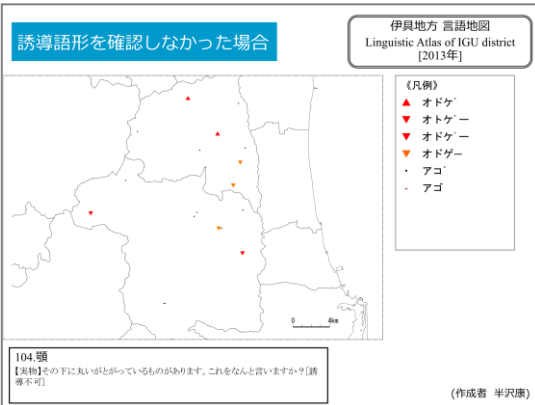 誘導語形を確認しなかった場合
伊具地方 言語地図
Linguistic Atlas of IGU district
[2013年]
《凡例》
オドケ゜
オトケ゜ー
オドケ゜ー
オドゲー
アコ゜
アゴ
0 4km
104.顎
【実物】その下に丸いがとがっているものがあります。これをなんと言いますか?[誘
導不可]
(作成者 半沢康)